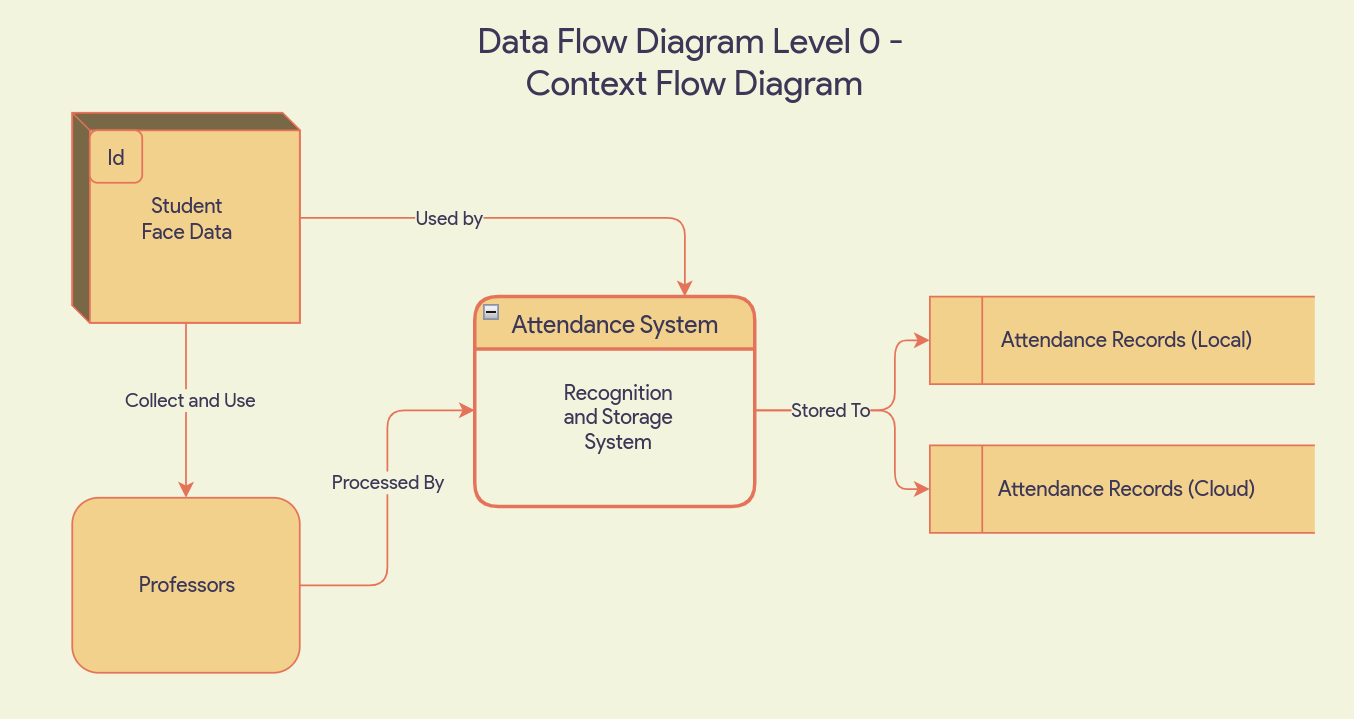 Data Flow Diagram Level 0 -
Context Flow Diagram
Id
Student
Face Data
Used by
Attendance System
Recognition
and Storage
System
Collect and Use
Processed By
Professors
Stored To
Attendance Records (Local)
Attendance Records (Cloud)